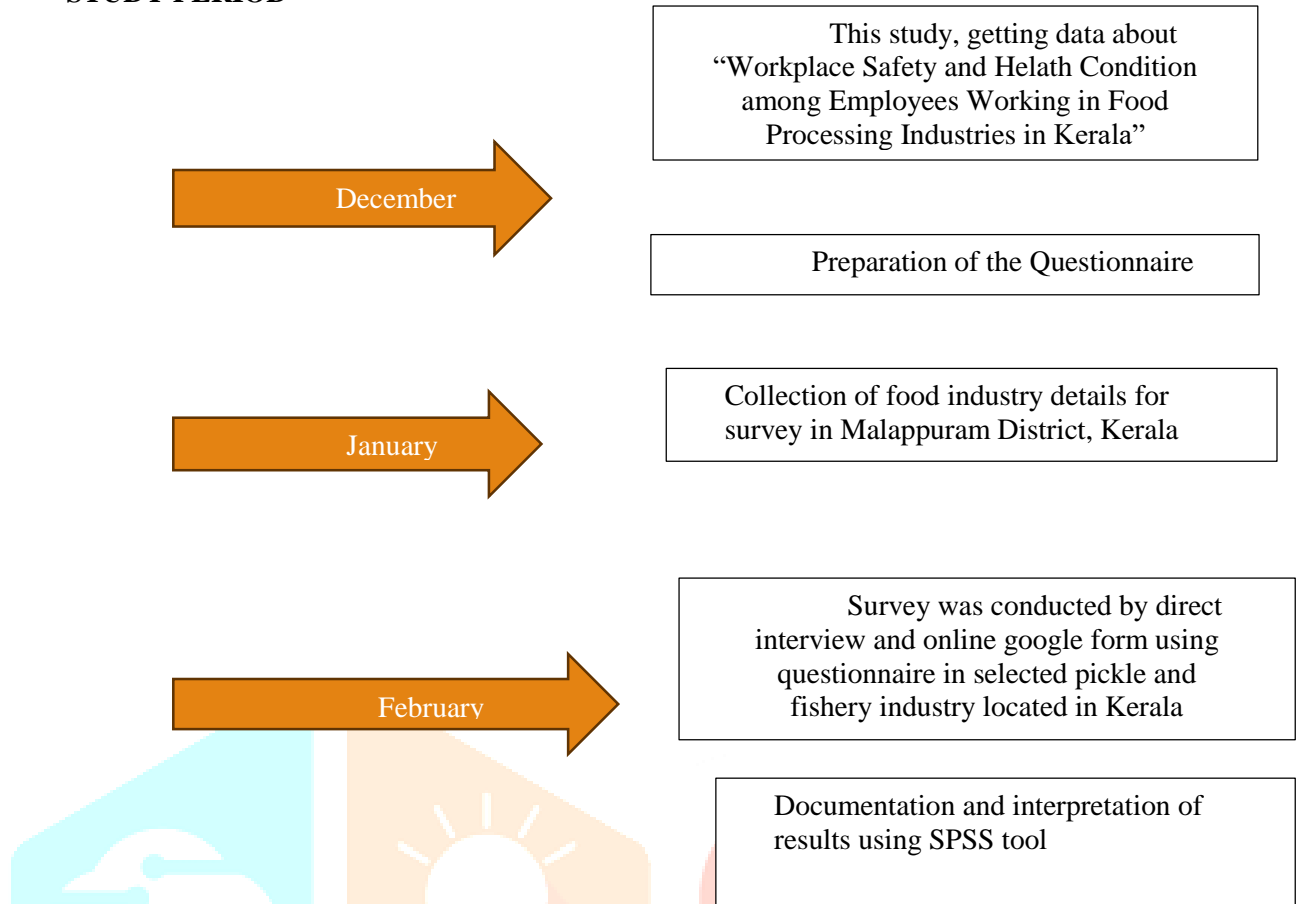 STUDY PERIOD
This study, getting data about
“Workplace Safety and Helath Condition
among Employees Working in Food
Processing Industries in Kerala”
December
Preparation of the Questionnaire
Collection of food industry details for
survey in Malappuram District, Kerala
January
Survey was conducted by direct
interview and online google form using
questionnaire in selected pickle and
fishery industry located in Kerala
February
Documentation and interpretation of
results using SPSS tool